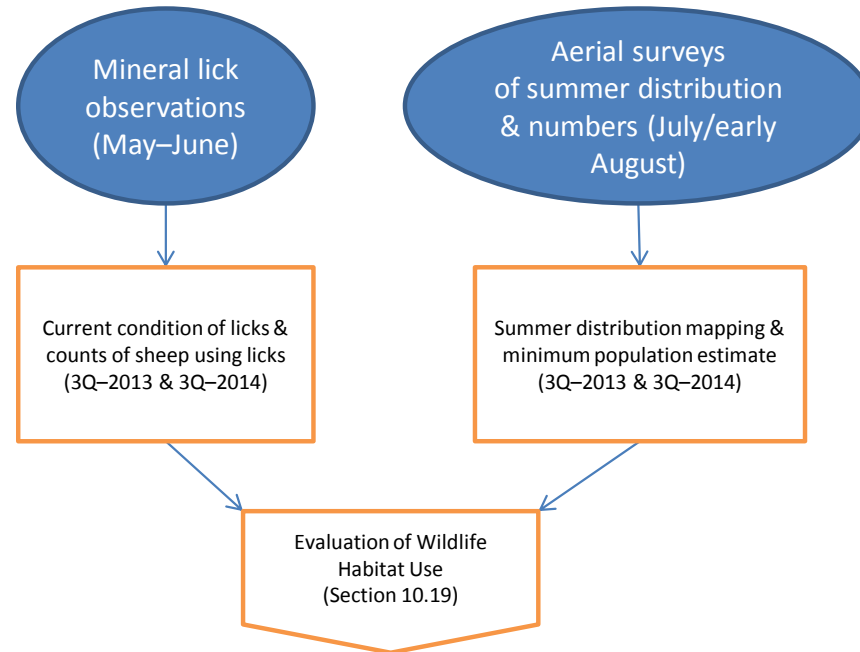 Mineral lick
observations
(May–June)
Aerial surveys
of summer distribution
& numbers (July/early
August)
Current condition of licks &
counts of sheep using licks
(3Q–2013 & 3Q–2014)
Summer distribution mapping &
minimum population estimate
(3Q–2013 & 3Q–2014)
Evaluation of Wildlife
Habitat Use
(Section 10.19)